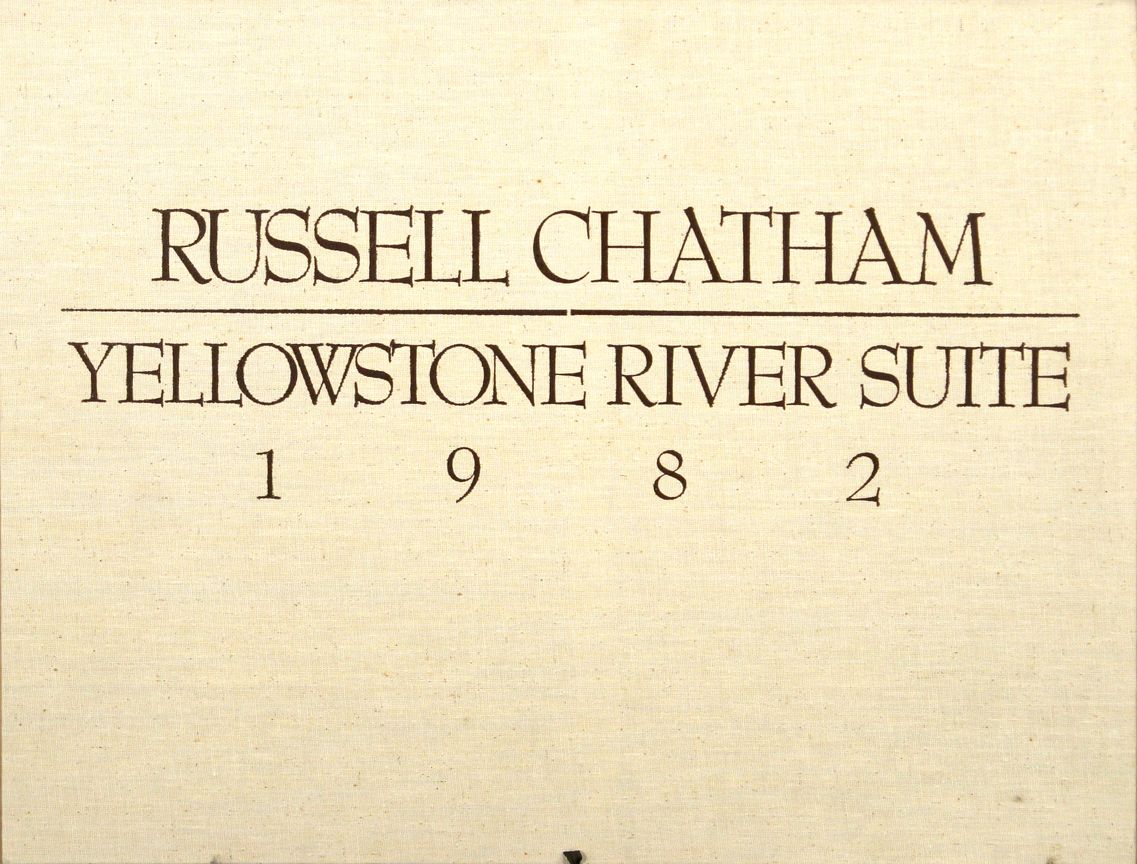 RUSSELL CHATHAM
YELLOWSTONE RIVER SUITE
1 9 8 2